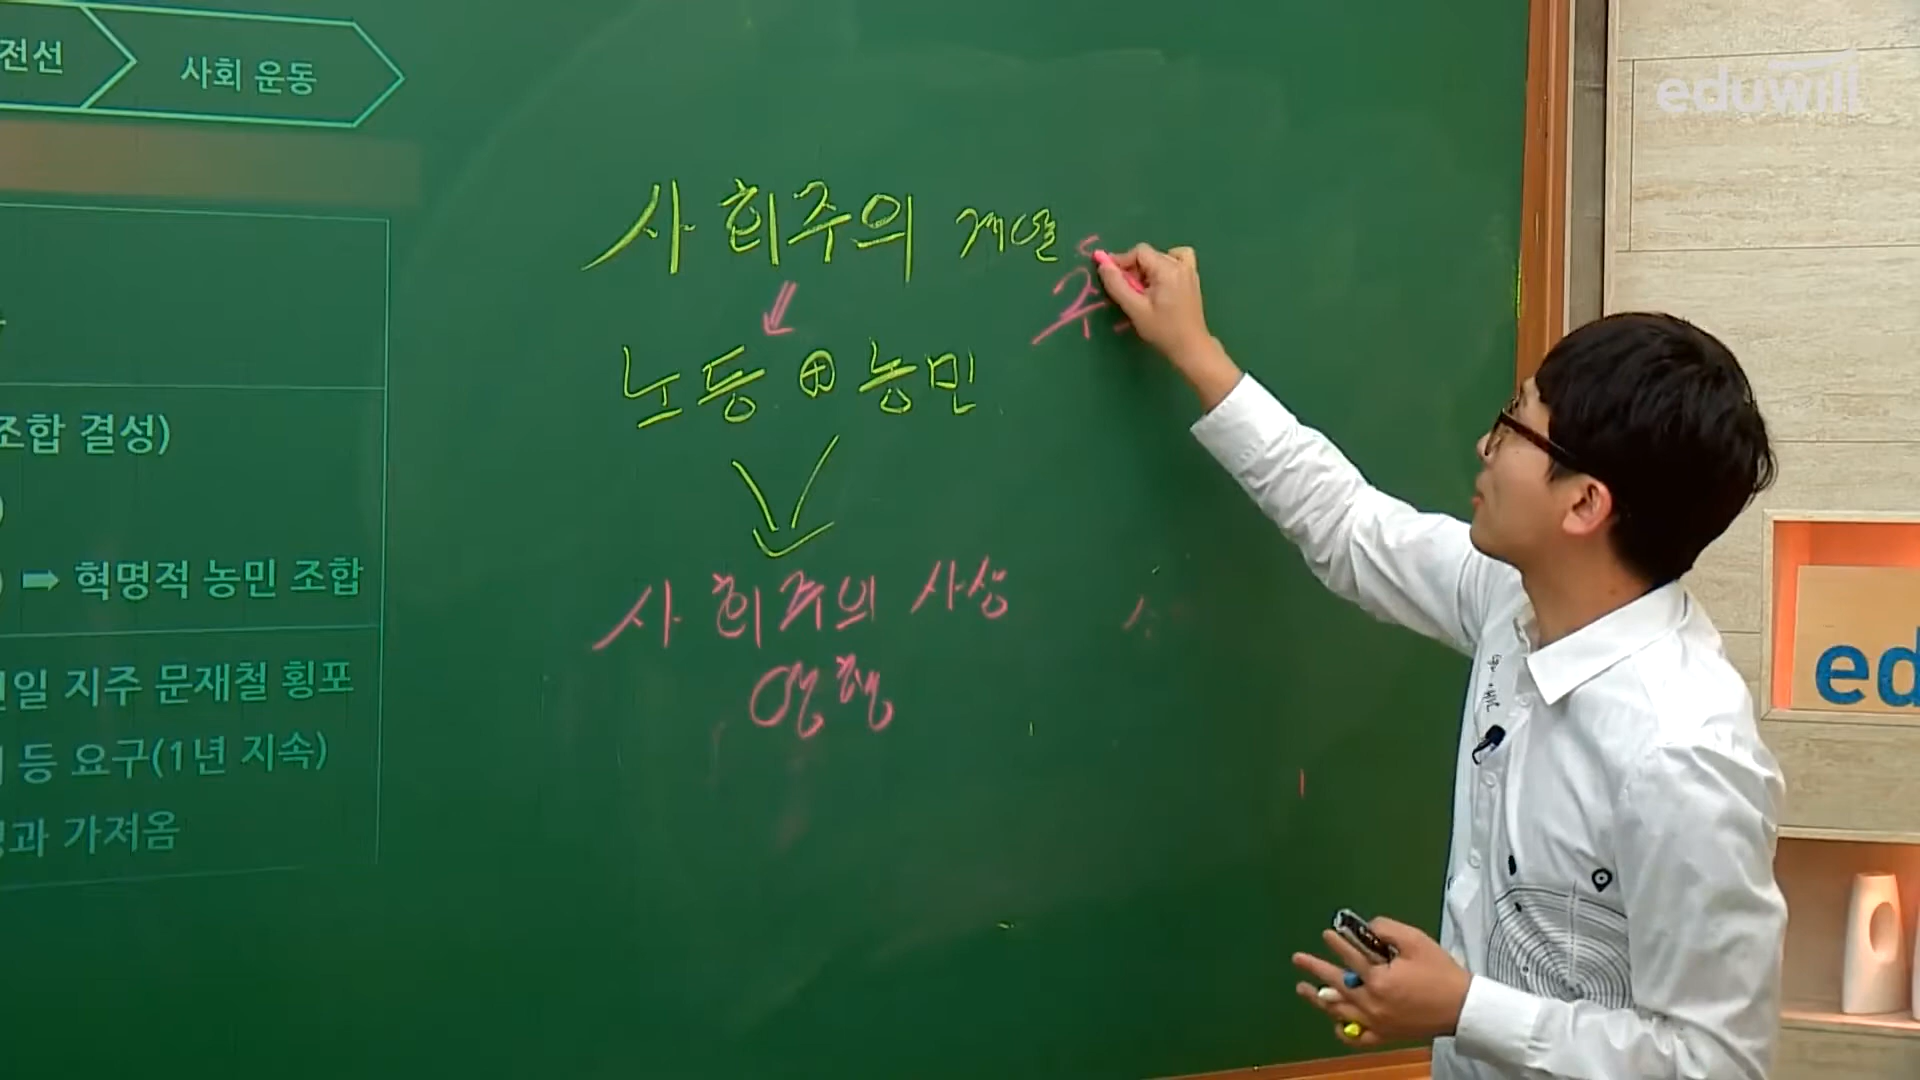 전선
사회 운동
eduwill
사회주의 계열
노동 ⊕ 농민
조합 결성)
) ➡ 혁명적 농민 조합
사회주의 사상
영향
일 지주 문재철 횡포
등 요구(1년 지속)
과 가져옴
ed